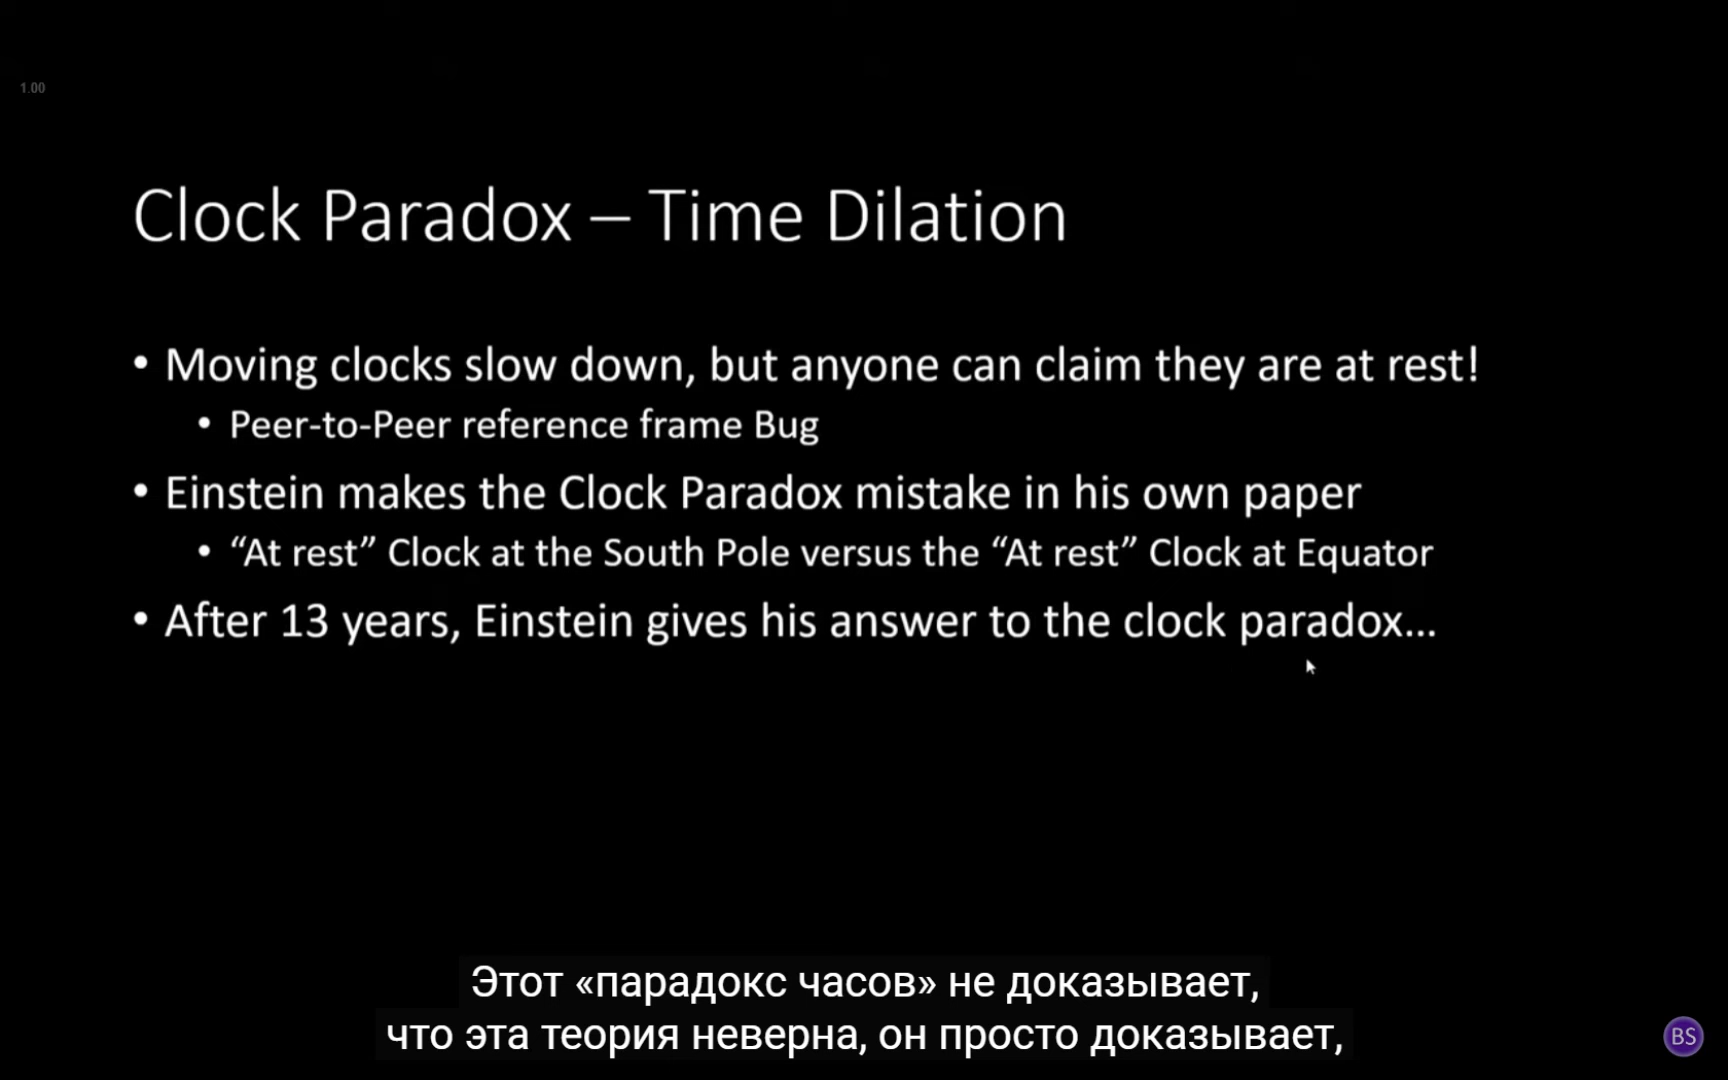 1.00
Clock Paradox – Time Dilation
• Moving clocks slow down, but anyone can claim they are at rest!
• Peer-to-Peer reference frame Bug
• Einstein makes the Clock Paradox mistake in his own paper
• “At rest” Clock at the South Pole versus the “At rest” Clock at Equator
• After 13 years, Einstein gives his answer to the clock paradox...
Этот «парадокс часов» не доказывает,
что эта теория неверна, он просто доказывает,
BS